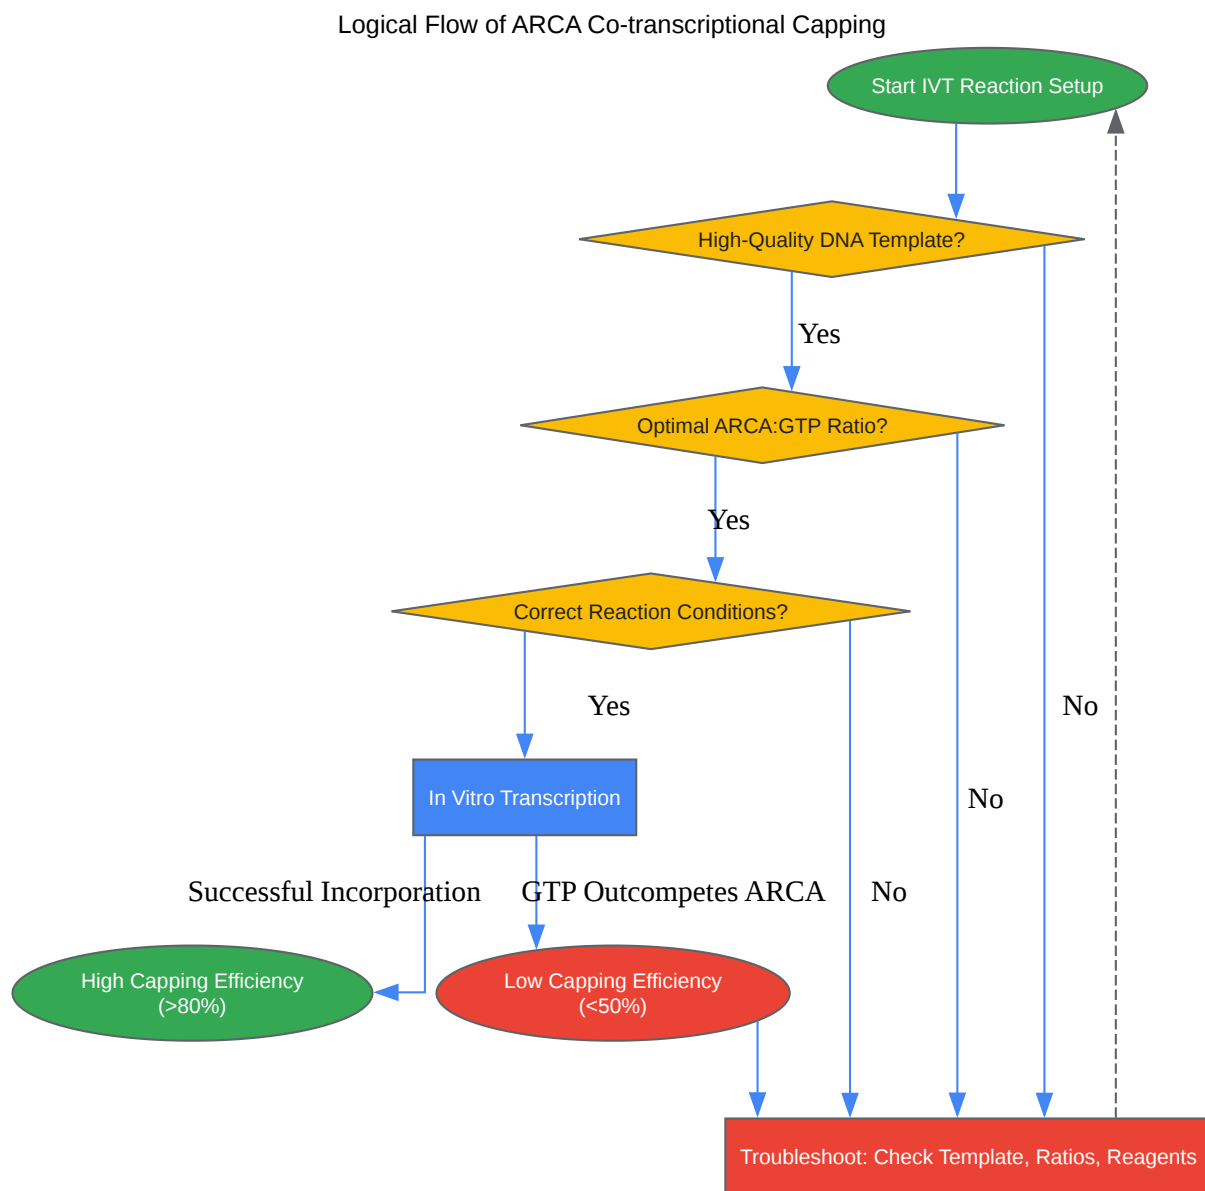 Logical Flow of ARCA Co-transcriptional Capping
Start IVT Reaction Setup
High-Quality DNA Template?
Yes
Optimal ARCA:GTP Ratio?
Yes
Correct Reaction Conditions?
Yes
No
In Vitro Transcription
No
Successful Incorporation
GTP Outcompetes ARCA
No
High Capping Efficiency
(>80%)
Low Capping Efficiency
(<50%)
Troubleshoot: Check Template, Ratios, Reagents